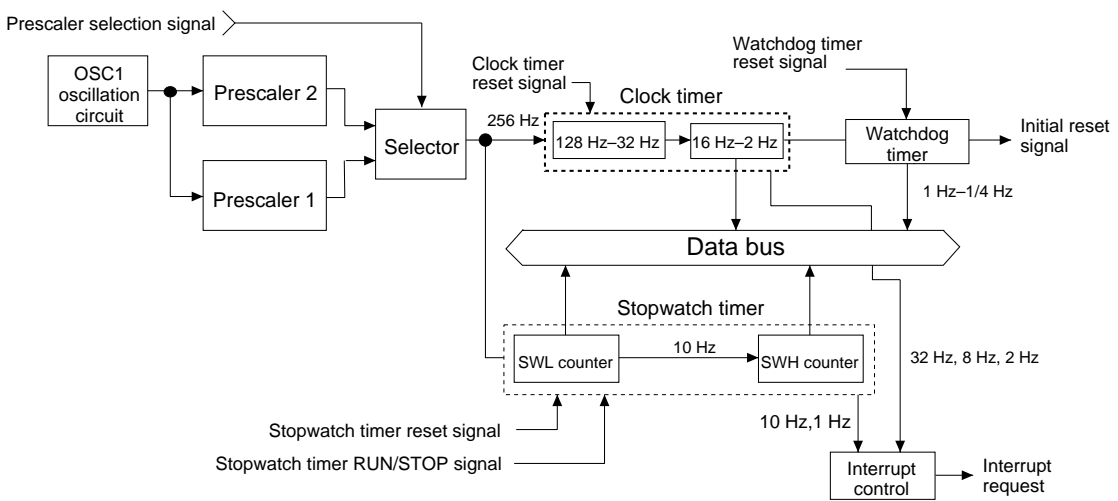 Prescaler selection signal
OSC1
oscillation
circuit
Prescaler 2
Prescaler 1
Selector
256 Hz
Clock timer
reset signal
Clock timer
128 Hz–32 Hz
16 Hz–2 Hz
Watchdog timer
reset signal
Watchdog
timer
Initial reset
signal
1 Hz–1/4 Hz
Data bus
Stopwatch timer
SWL counter
10 Hz
SWH counter
32 Hz, 8 Hz, 2 Hz
10 Hz,1 Hz
Stopwatch timer reset signal
Stopwatch timer RUN/STOP signal
Interrupt
control
Interrupt
request